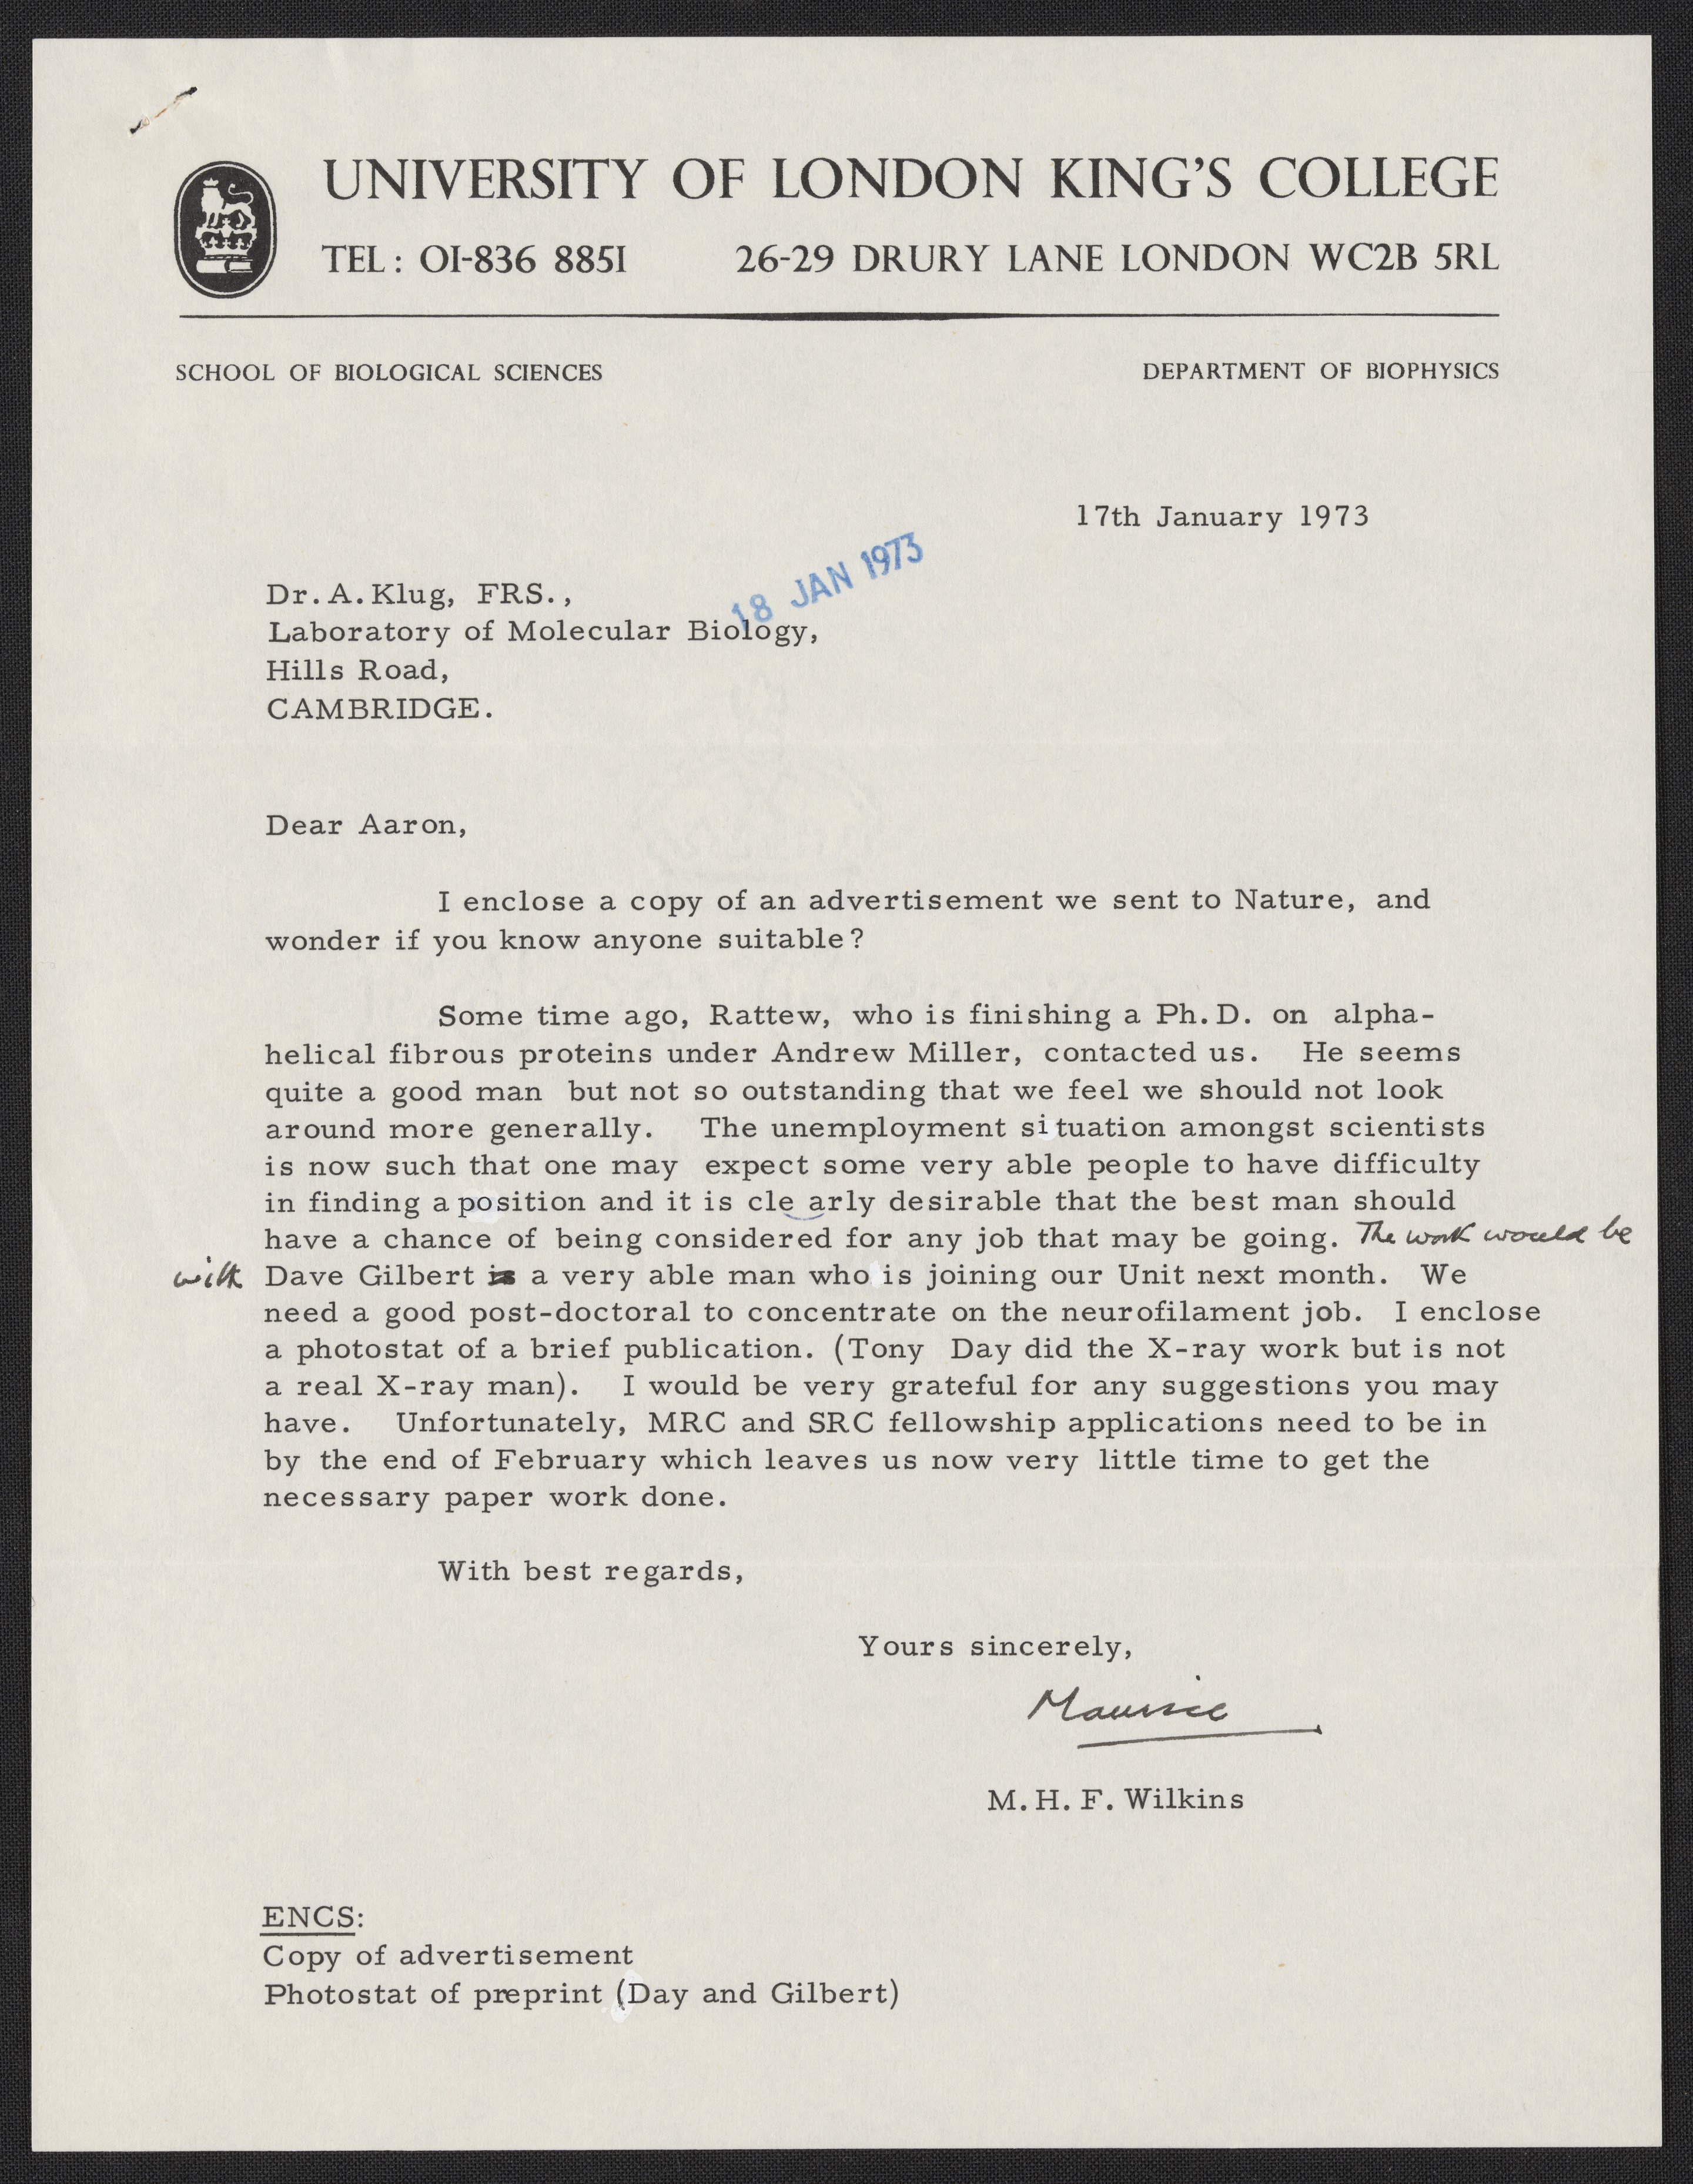 UNIVERSITY OF LONDON KING'S COLLEGE
TEL: 01-836 8851 26-29 DRURY LANE LONDON WC2B 5RL
SCHOOL OF BIOLOGICAL SCIENCES DEPARTMENT OF BIOPHYSICS
17th January 1973
18 JAN 1973
Dr. A. Klug, FRS.,
Laboratory of Molecular Biology,
Hills Road,
CAMBRIDGE.
Dear Aaron,
I enclose a copy of an advertisement we sent to Nature, and
wonder if you know anyone suitable?
Some time ago, Rattew, who is finishing a Ph.D. on alpha-
helical fibrous proteins under Andrew Miller, contacted us. He seems
quite a good man but not so outstanding that we feel we should not look
around more generally. The unemployment situation amongst scientists
is now such that one may expect some very able people to have difficulty
in finding a position and it is cle arly desirable that the best man should
have a chance of being considered for any job that may be going. The work would be
with Dave Gilbert is a very able man who is joining our Unit next month. We
need a good post-doctoral to concentrate on the neurofilament job. I enclose
a photostat of a brief publication. (Tony Day did the X-ray work but is not
a real X-ray man). I would be very grateful for any suggestions you may
have. Unfortunately, MRC and SRC fellowship applications need to be in
by the end of February which leaves us now very little time to get the
necessary paper work done.
With best regards,
Yours sincerely,
Maurice
M. H. F. Wilkins
ENCS:
Copy of advertisement
Photostat of preprint (Day and Gilbert)